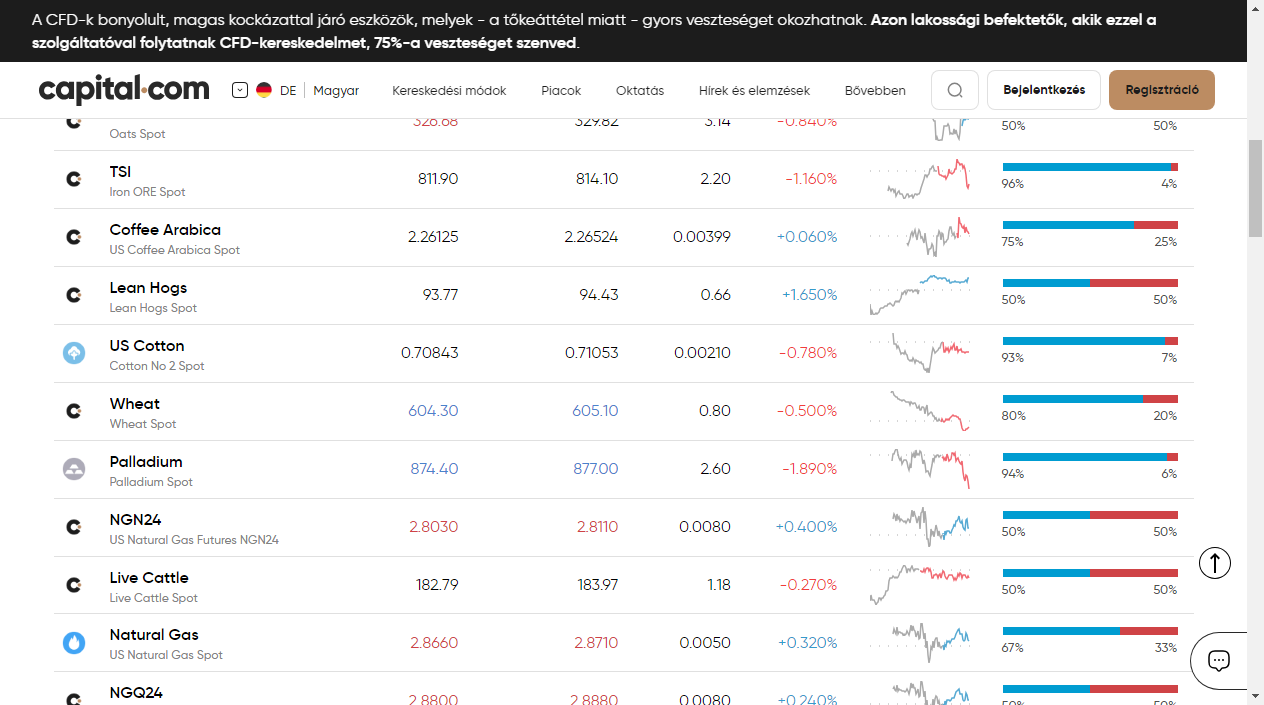 A CFD-k bonyolult, magas kockázattal járó eszközök, melyek - a tőkeáttétel miatt - gyors veszteséget okozhatnak. Azon lakossági befektetők, akik ezzel a
szolgáltatóval folytatnak CFD-kereskedelmet, 75%-a veszteséget szenved.
capital.com DE Magyar Kereskedési módok Piacok Oktatás Hírek és elemzések Bővebben Bejelentkezés Regisztráció
326.68 329.82 3.14 -0.840%
Oats Spot 50% 50%
TSI 811.90 814.10 2.20 -1.160%
Iron ORE Spot 96% 4%
Coffee Arabica 2.26125 2.26524 0.00399 +0.060%
US Coffee Arabica Spot 75% 25%
Lean Hogs 93.77 94.43 0.66 +1.650%
Lean Hogs Spot 50% 50%
US Cotton 0.70843 0.71053 0.00210 -0.780%
Cotton No 2 Spot 93% 7%
Wheat 604.30 605.10 0.80 -0.500%
Wheat Spot 80% 20%
Palladium 874.40 877.00 2.60 -1.890%
Palladium Spot 94% 6%
NGN24 2.8030 2.8110 0.0080 +0.400%
US Natural Gas Futures NGN24 50% 50%
Live Cattle 182.79 183.97 1.18 -0.270%
Live Cattle Spot 50% 50%
Natural Gas 2.8660 2.8710 0.0050 +0.320%
US Natural Gas Spot 67% 33%
NGQ24 2.8800 2.8880 0.0080 +0.240%
50% 50%